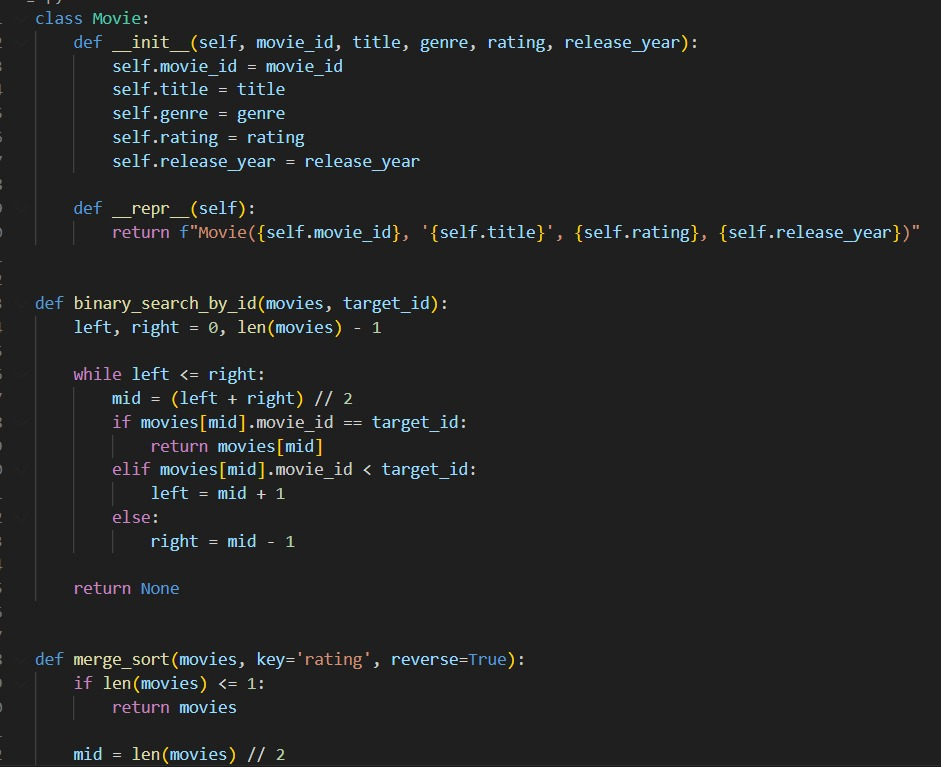 class Movie:
    def __init__(self, movie_id, title, genre, rating, release_year):
        self.movie_id = movie_id
        self.title = title
        self.genre = genre
        self.rating = rating
        self.release_year = release_year

    def __repr__(self):
        return f"Movie({self.movie_id}, '{self.title}', {self.rating}, {self.release_year})"


def binary_search_by_id(movies, target_id):
    left, right = 0, len(movies) - 1

    while left <= right:
        mid = (left + right) // 2
        if movies[mid].movie_id == target_id:
            return movies[mid]
        elif movies[mid].movie_id < target_id:
            left = mid + 1
        else:
            right = mid - 1

    return None


def merge_sort(movies, key='rating', reverse=True):
    if len(movies) <= 1:
        return movies

    mid = len(movies) // 2